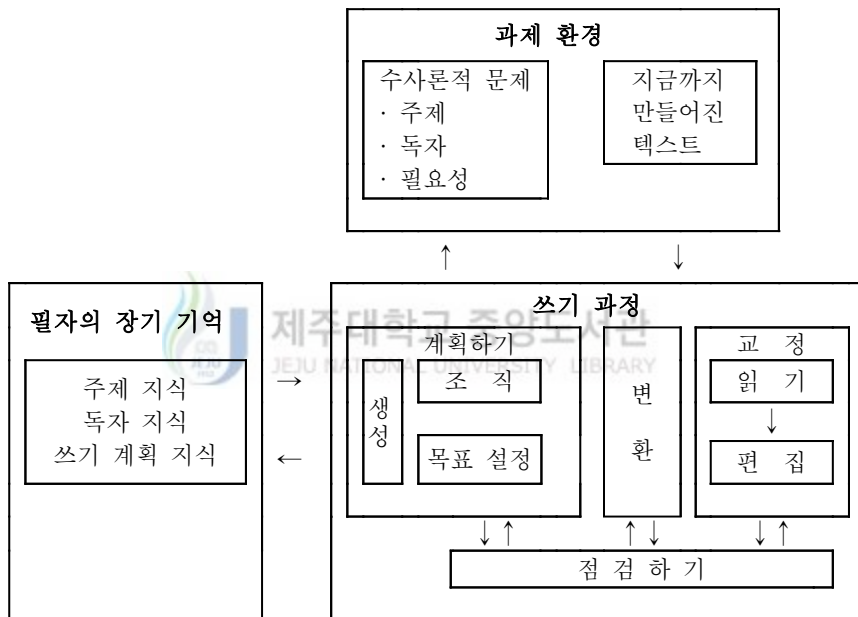 과제 환경
수사론적 문제
· 주제
· 독자
· 필요성
지금까지
만들어진
텍스트
↑ ↓
필자의 장기 기억
주제 지식
독자 지식
쓰기 계획 지식
→
←
쓰기 과정
계획하기
생성
조 직
목표 설정
변환
교 정
읽 기
↓
편 집
↓↑ ↑↓ ↓↑
점 검 하 기
제주대학교 중앙도서관
JEJU NATIONAL UNIVERSITY LIBRARY